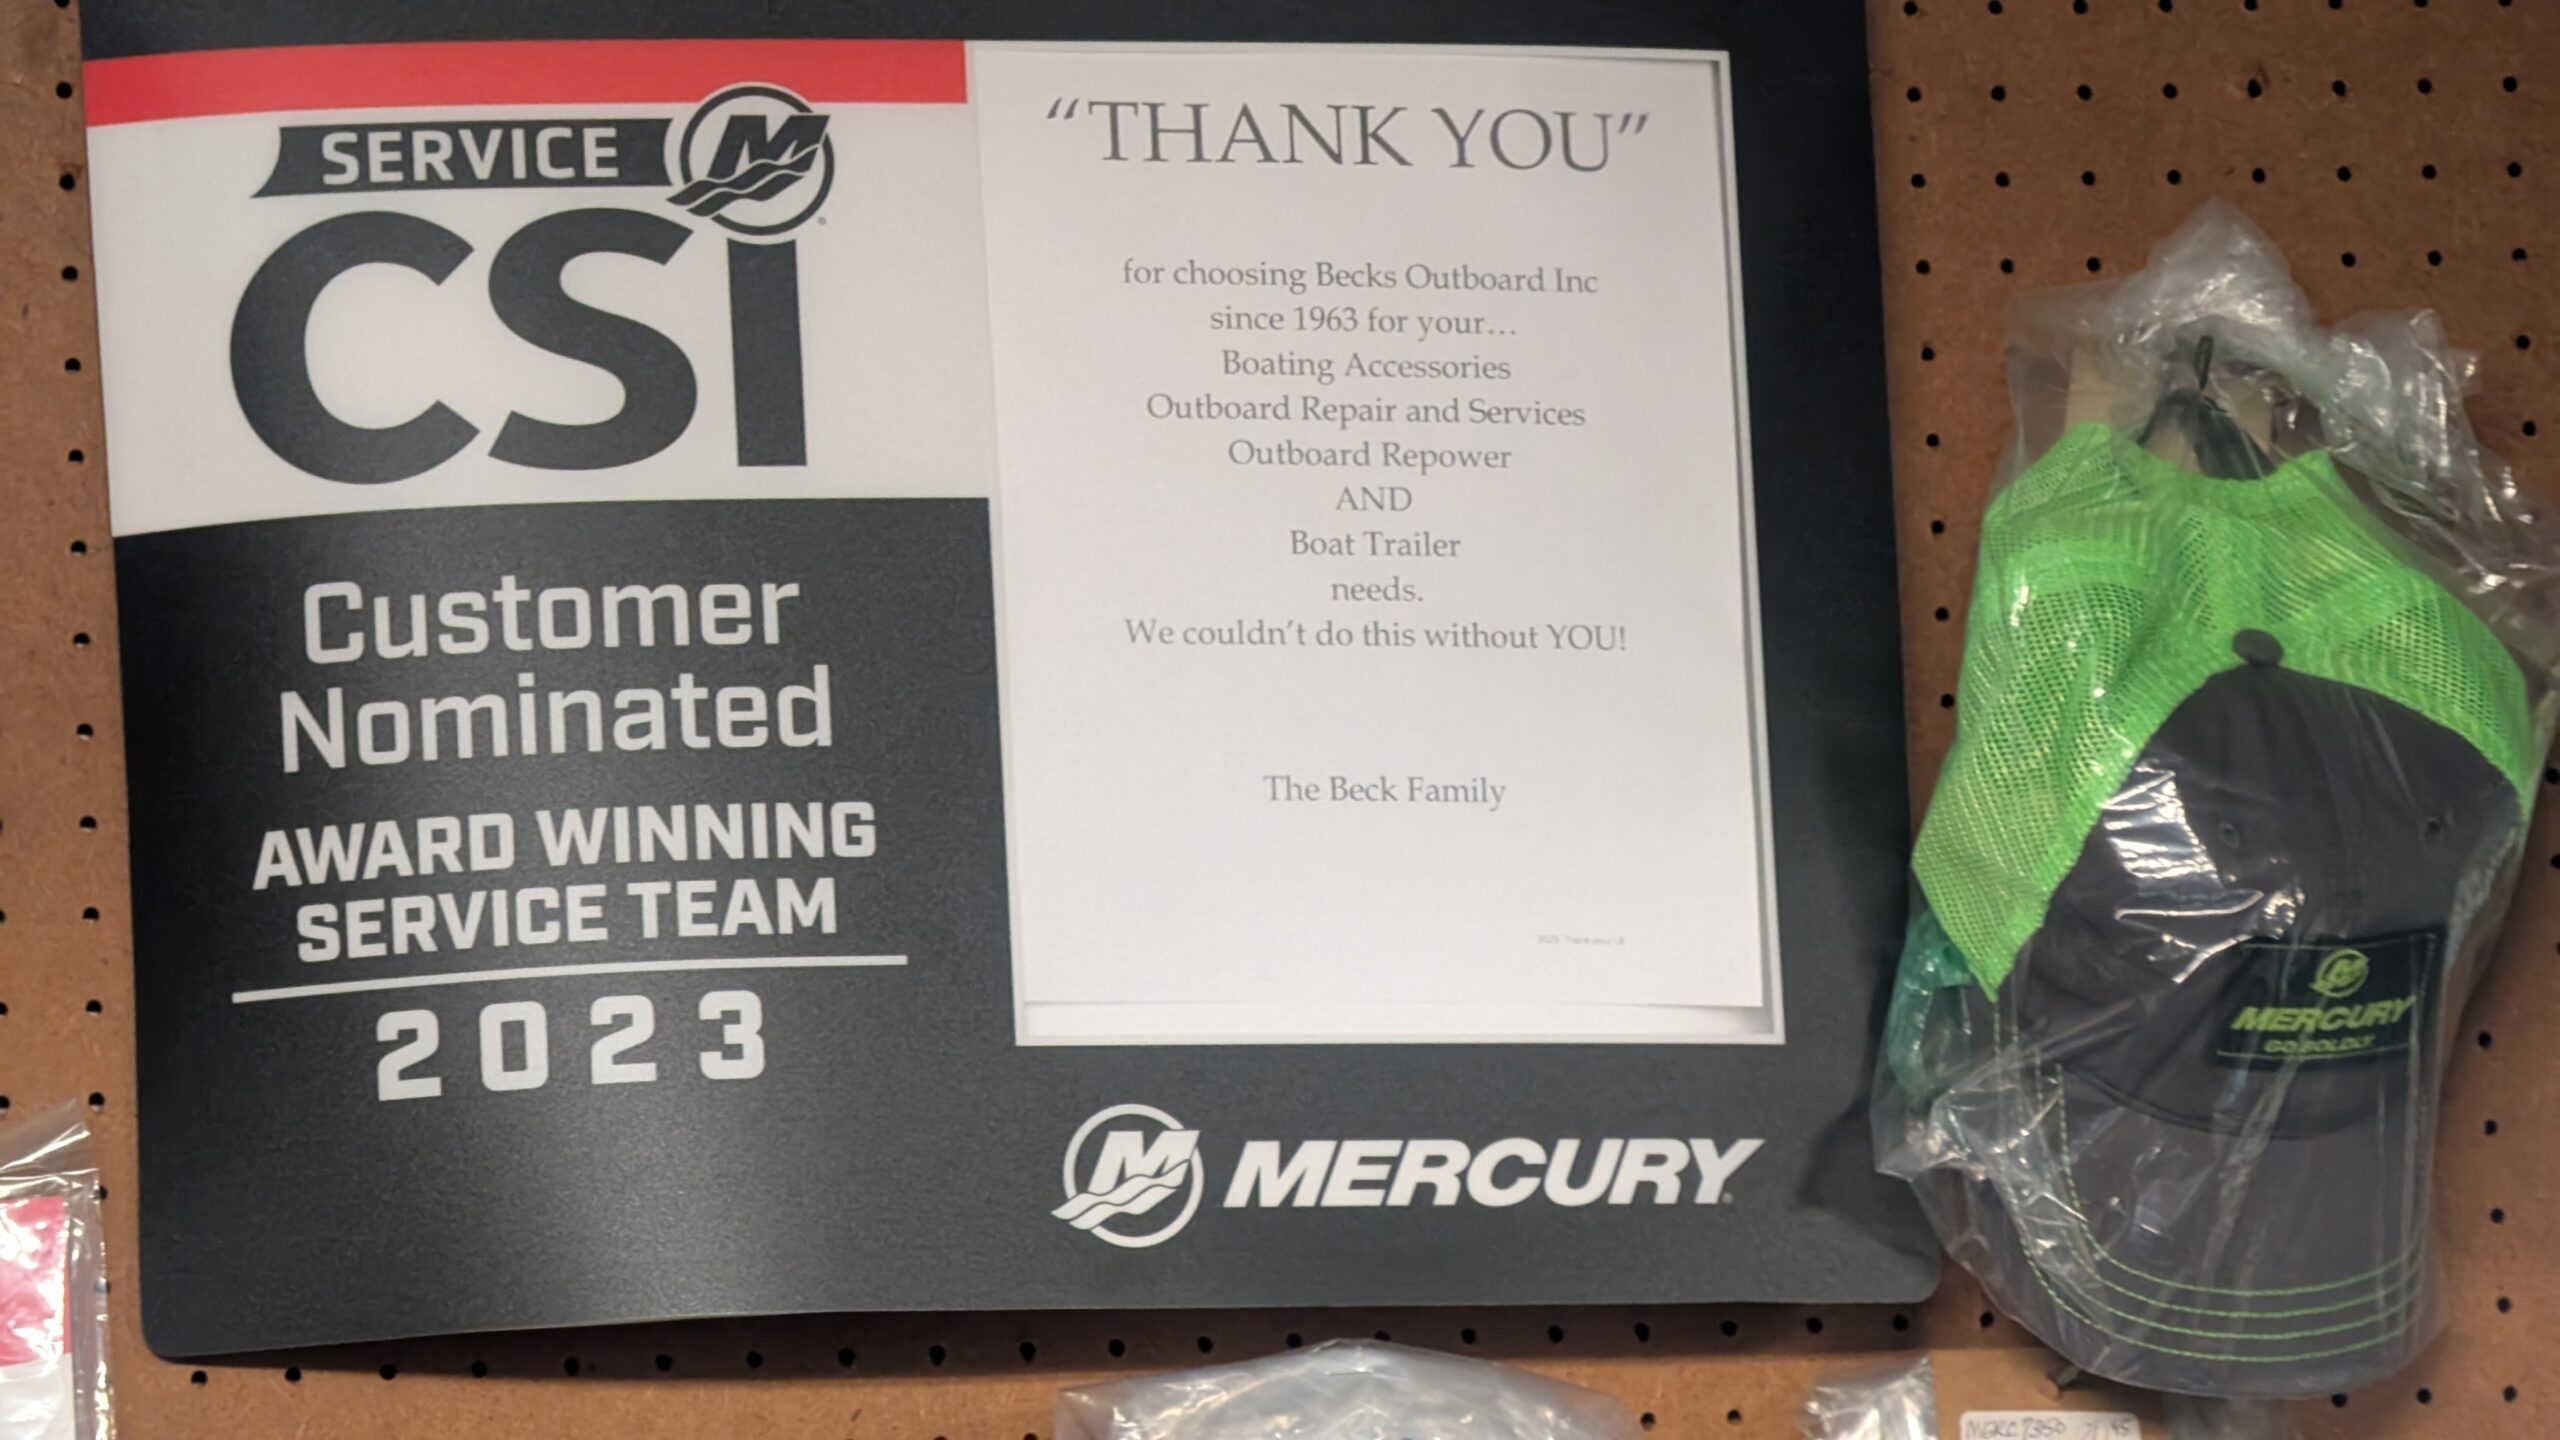 SERVICE
CSI
Customer
Nominated
AWARD WINNING
SERVICE TEAM
2023
"THANK YOU"
for choosing Becks Outboard Inc
since 1963 for your…
Boating Accessories
Outboard Repair and Services
Outboard Repower
AND
Boat Trailer
needs.
We couldn't do this without YOU!
The Beck Family
MERCURY
MERCURY
GO BOLDLY